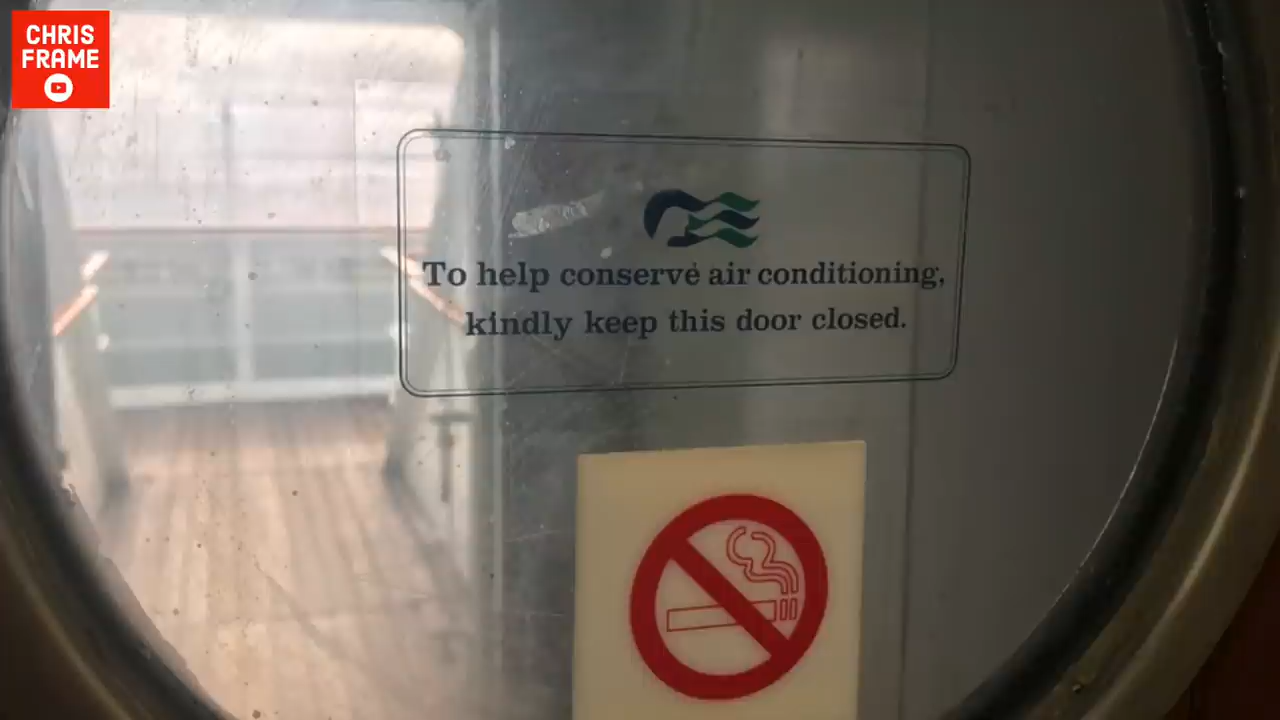 CHRIS
FRAME
To help conserve air conditioning,
kindly keep this door closed.